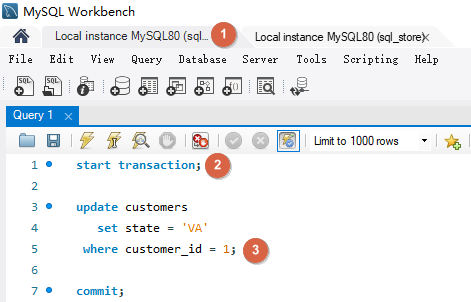 MySQL Workbench
Local instance MySQL80 (sql... 1 Local instance MySQL80 (sql_store)
File Edit View Query Database Server Tools Scripting Help
Query 1
Limit to 1000 rows
1 start transaction; 2
2
3 update customers
4 set state = 'VA'
5 where customer_id = 1; 3
6
7 commit;